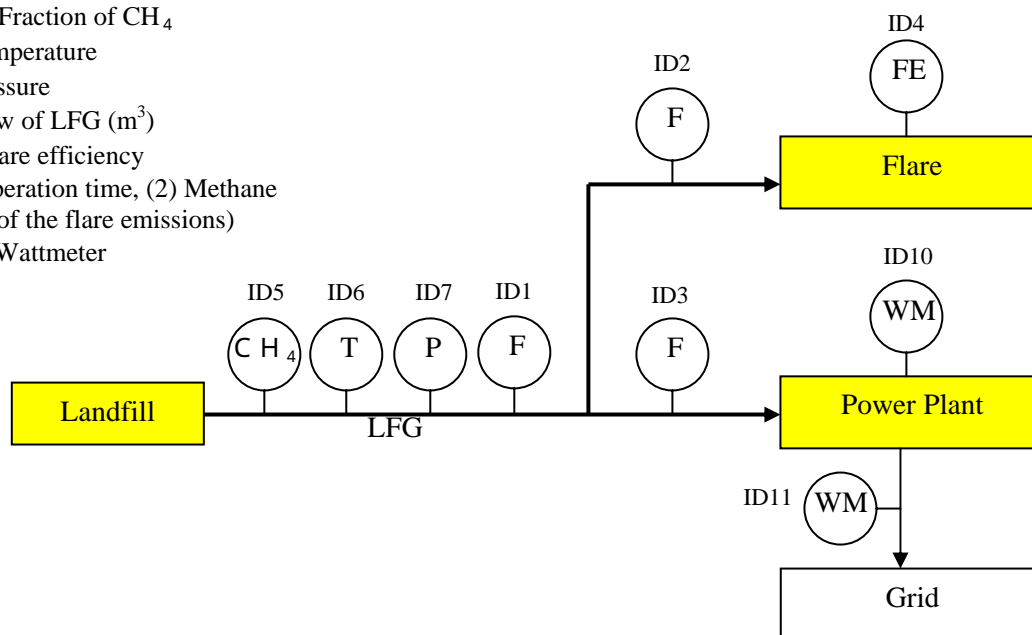 Fraction of CH₄
mperature
ssure
w of LFG (m³)
are efficiency
peration time, (2) Methane
of the flare emissions)
Wattmeter
ID4
FE
ID2
F
Flare
ID10
WM
ID5
ID6
ID7
ID1
ID3
CH₄
T
P
F
F
Landfill
LFG
Power Plant
ID11
WM
Grid